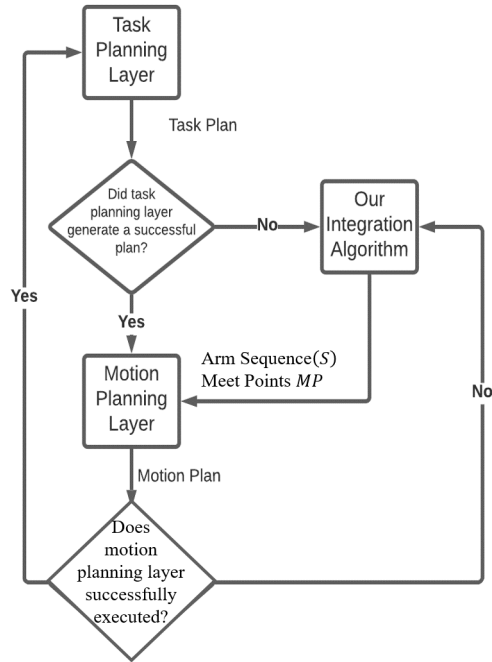 Task
Planning
Layer
Task Plan
Did task
planning layer
generate a successful
plan?
No
Our
Integration
Algorithm
Yes
Yes
Arm Sequence(S)
Meet Points MP
Motion
Planning
Layer
No
Motion Plan
Does
motion
planning layer
successfully
executed?